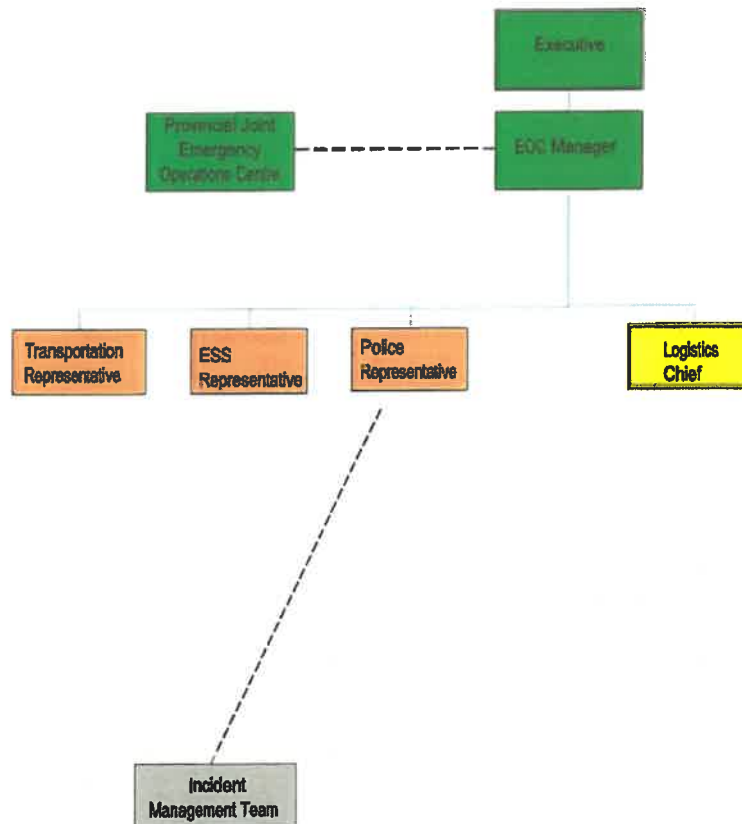 Executive
Provincial Joint
Emergency
Operations Centre
EOC Manager
Transportation
Representative
ESS
Representative
Police
Representative
Logistics
Chief
Incident
Management Team